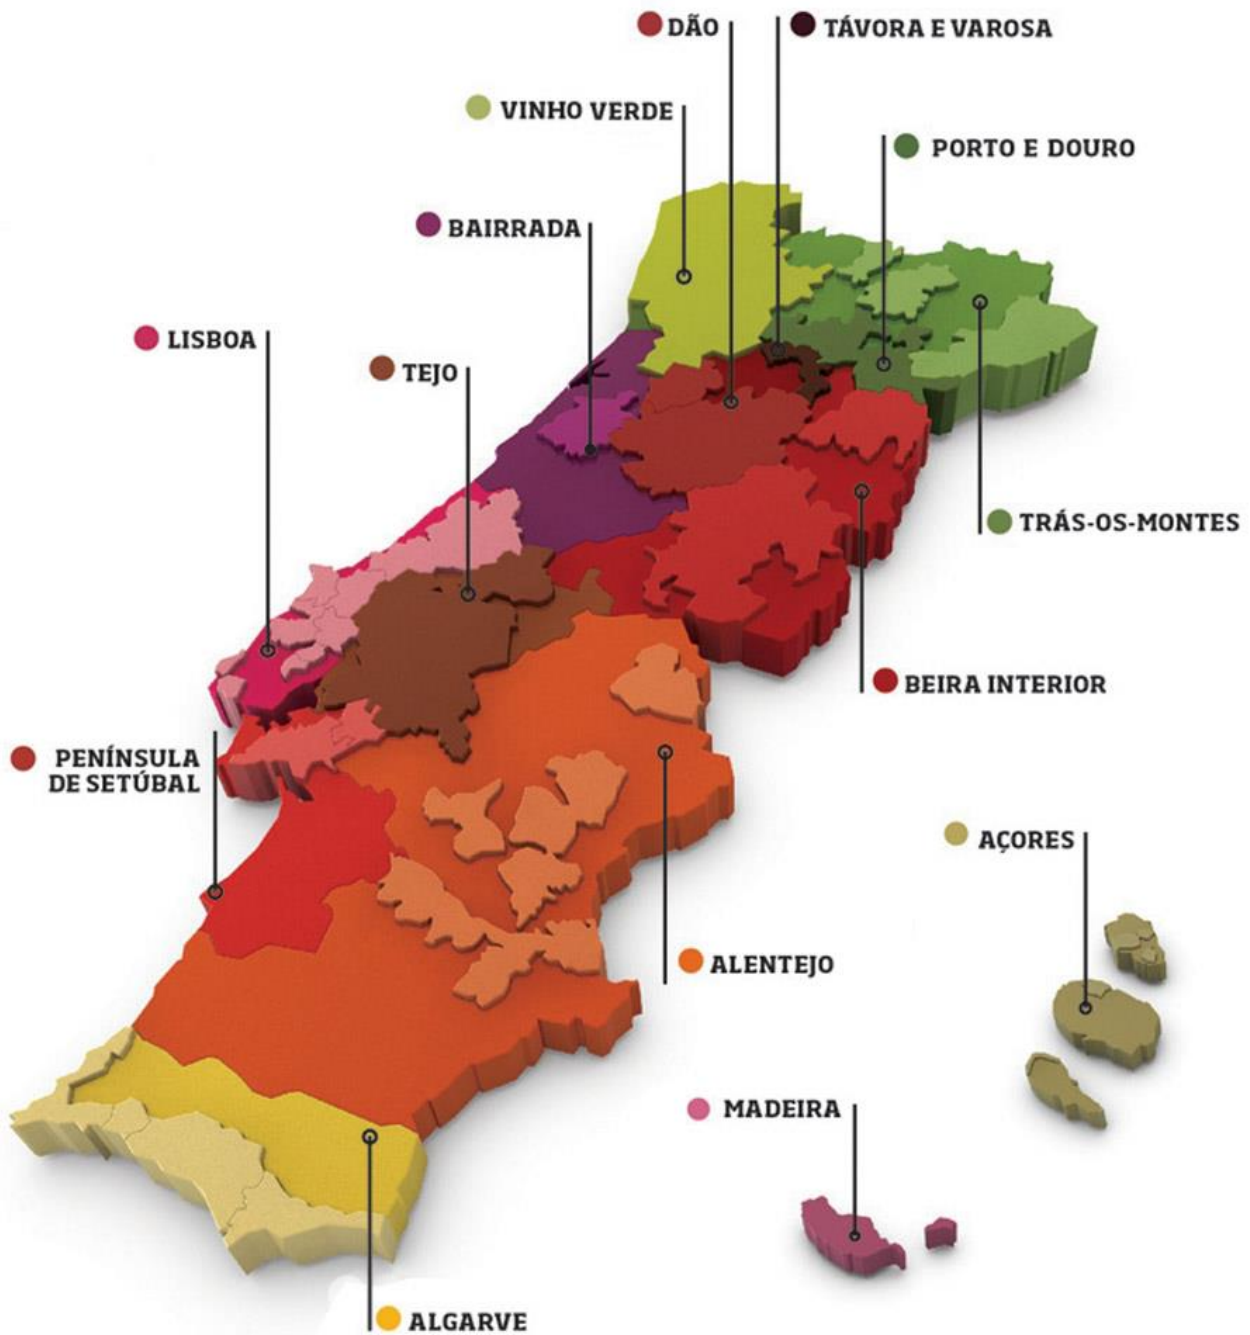 DÃO
TÁVORA E VAROSA
VINHO VERDE
PORTO E DOURO
BAIRRADA
LISBOA
TEJO
TRÁS-OS-MONTES
BEIRA INTERIOR
PENÍNSULA
DE SETÚBAL
AÇORES
ALENTEJO
MADEIRA
ALGARVE